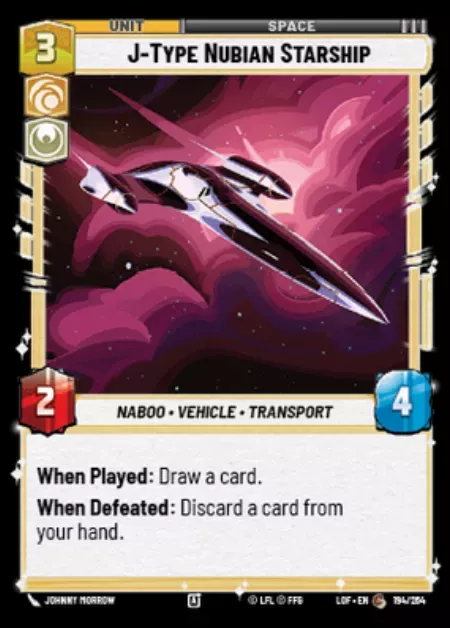 UNIT SPACE
3 J-Type Nubian Starship
2 NABOO • VEHICLE • TRANSPORT 4
When Played: Draw a card.
When Defeated: Discard a card from
your hand.
JOHNNY MORROW A © LFL © FFG LOF • EN 194/264